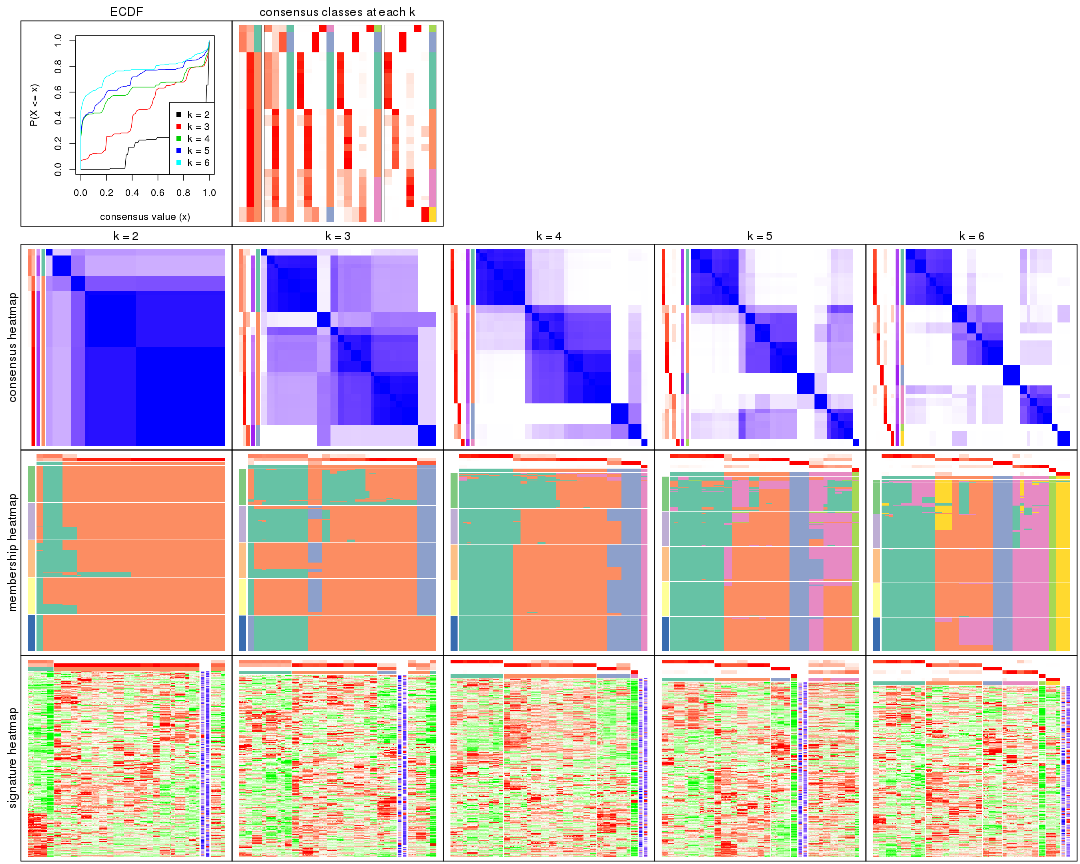 ECDF
consensus classes at each k
P(X <= x)
1.0
0.8
0.6
0.4
0.2
0.0
k = 2
k = 3
k = 4
k = 5
k = 6
0.0 0.2 0.4 0.6 0.8 1.0
consensus value (x)
k = 2
k = 3
k = 4
k = 5
k = 6
consensus heatmap
membership heatmap
signature heatmap